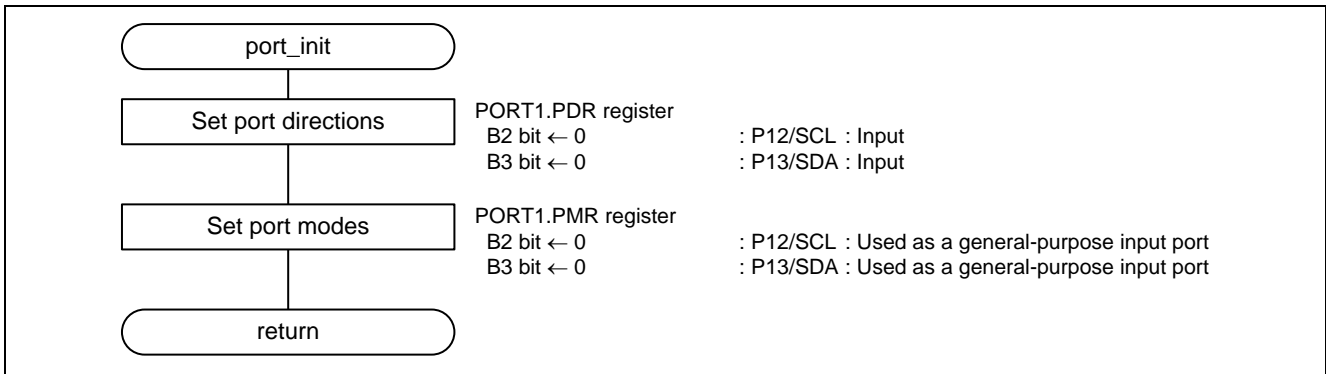 port_init
Set port directions
PORT1.PDR register
B2 bit ← 0 : P12/SCL : Input
B3 bit ← 0 : P13/SDA : Input
Set port modes
PORT1.PMR register
B2 bit ← 0 : P12/SCL : Used as a general-purpose input port
B3 bit ← 0 : P13/SDA : Used as a general-purpose input port
return